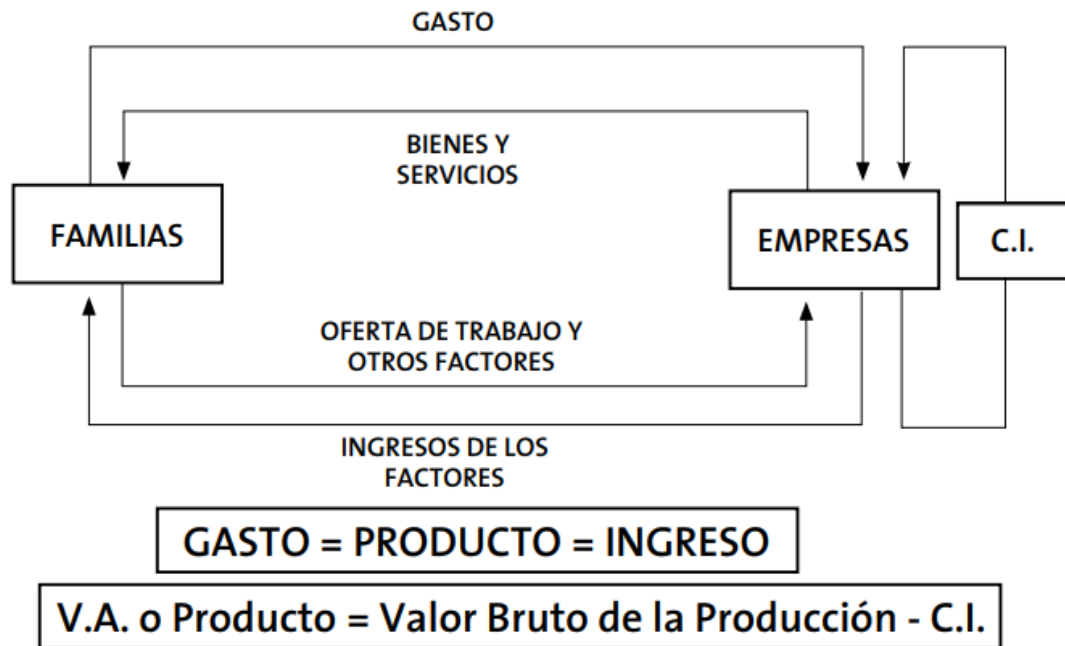 GASTO
BIENES Y
SERVICIOS
FAMILIAS
EMPRESAS
C.I.
OFERTA DE TRABAJO Y
OTROS FACTORES
INGRESOS DE LOS
FACTORES
GASTO = PRODUCTO = INGRESO
V.A. o Producto = Valor Bruto de la Producción - C.I.